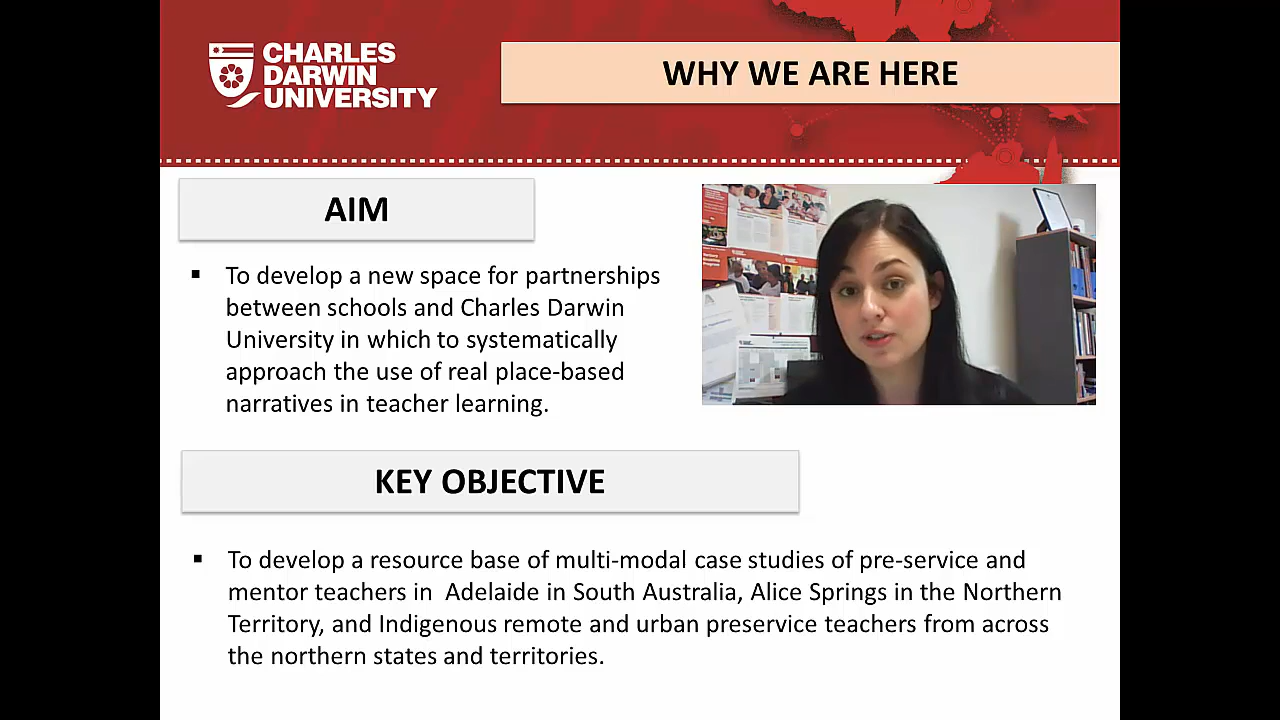 CHARLES
DARWIN
UNIVERSITY
WHY WE ARE HERE
AIM
▪ To develop a new space for partnerships
between schools and Charles Darwin
University in which to systematically
approach the use of real place-based
narratives in teacher learning.
KEY OBJECTIVE
▪ To develop a resource base of multi-modal case studies of pre-service and
mentor teachers in  Adelaide in South Australia, Alice Springs in the Northern
Territory, and Indigenous remote and urban preservice teachers from across
the northern states and territories.